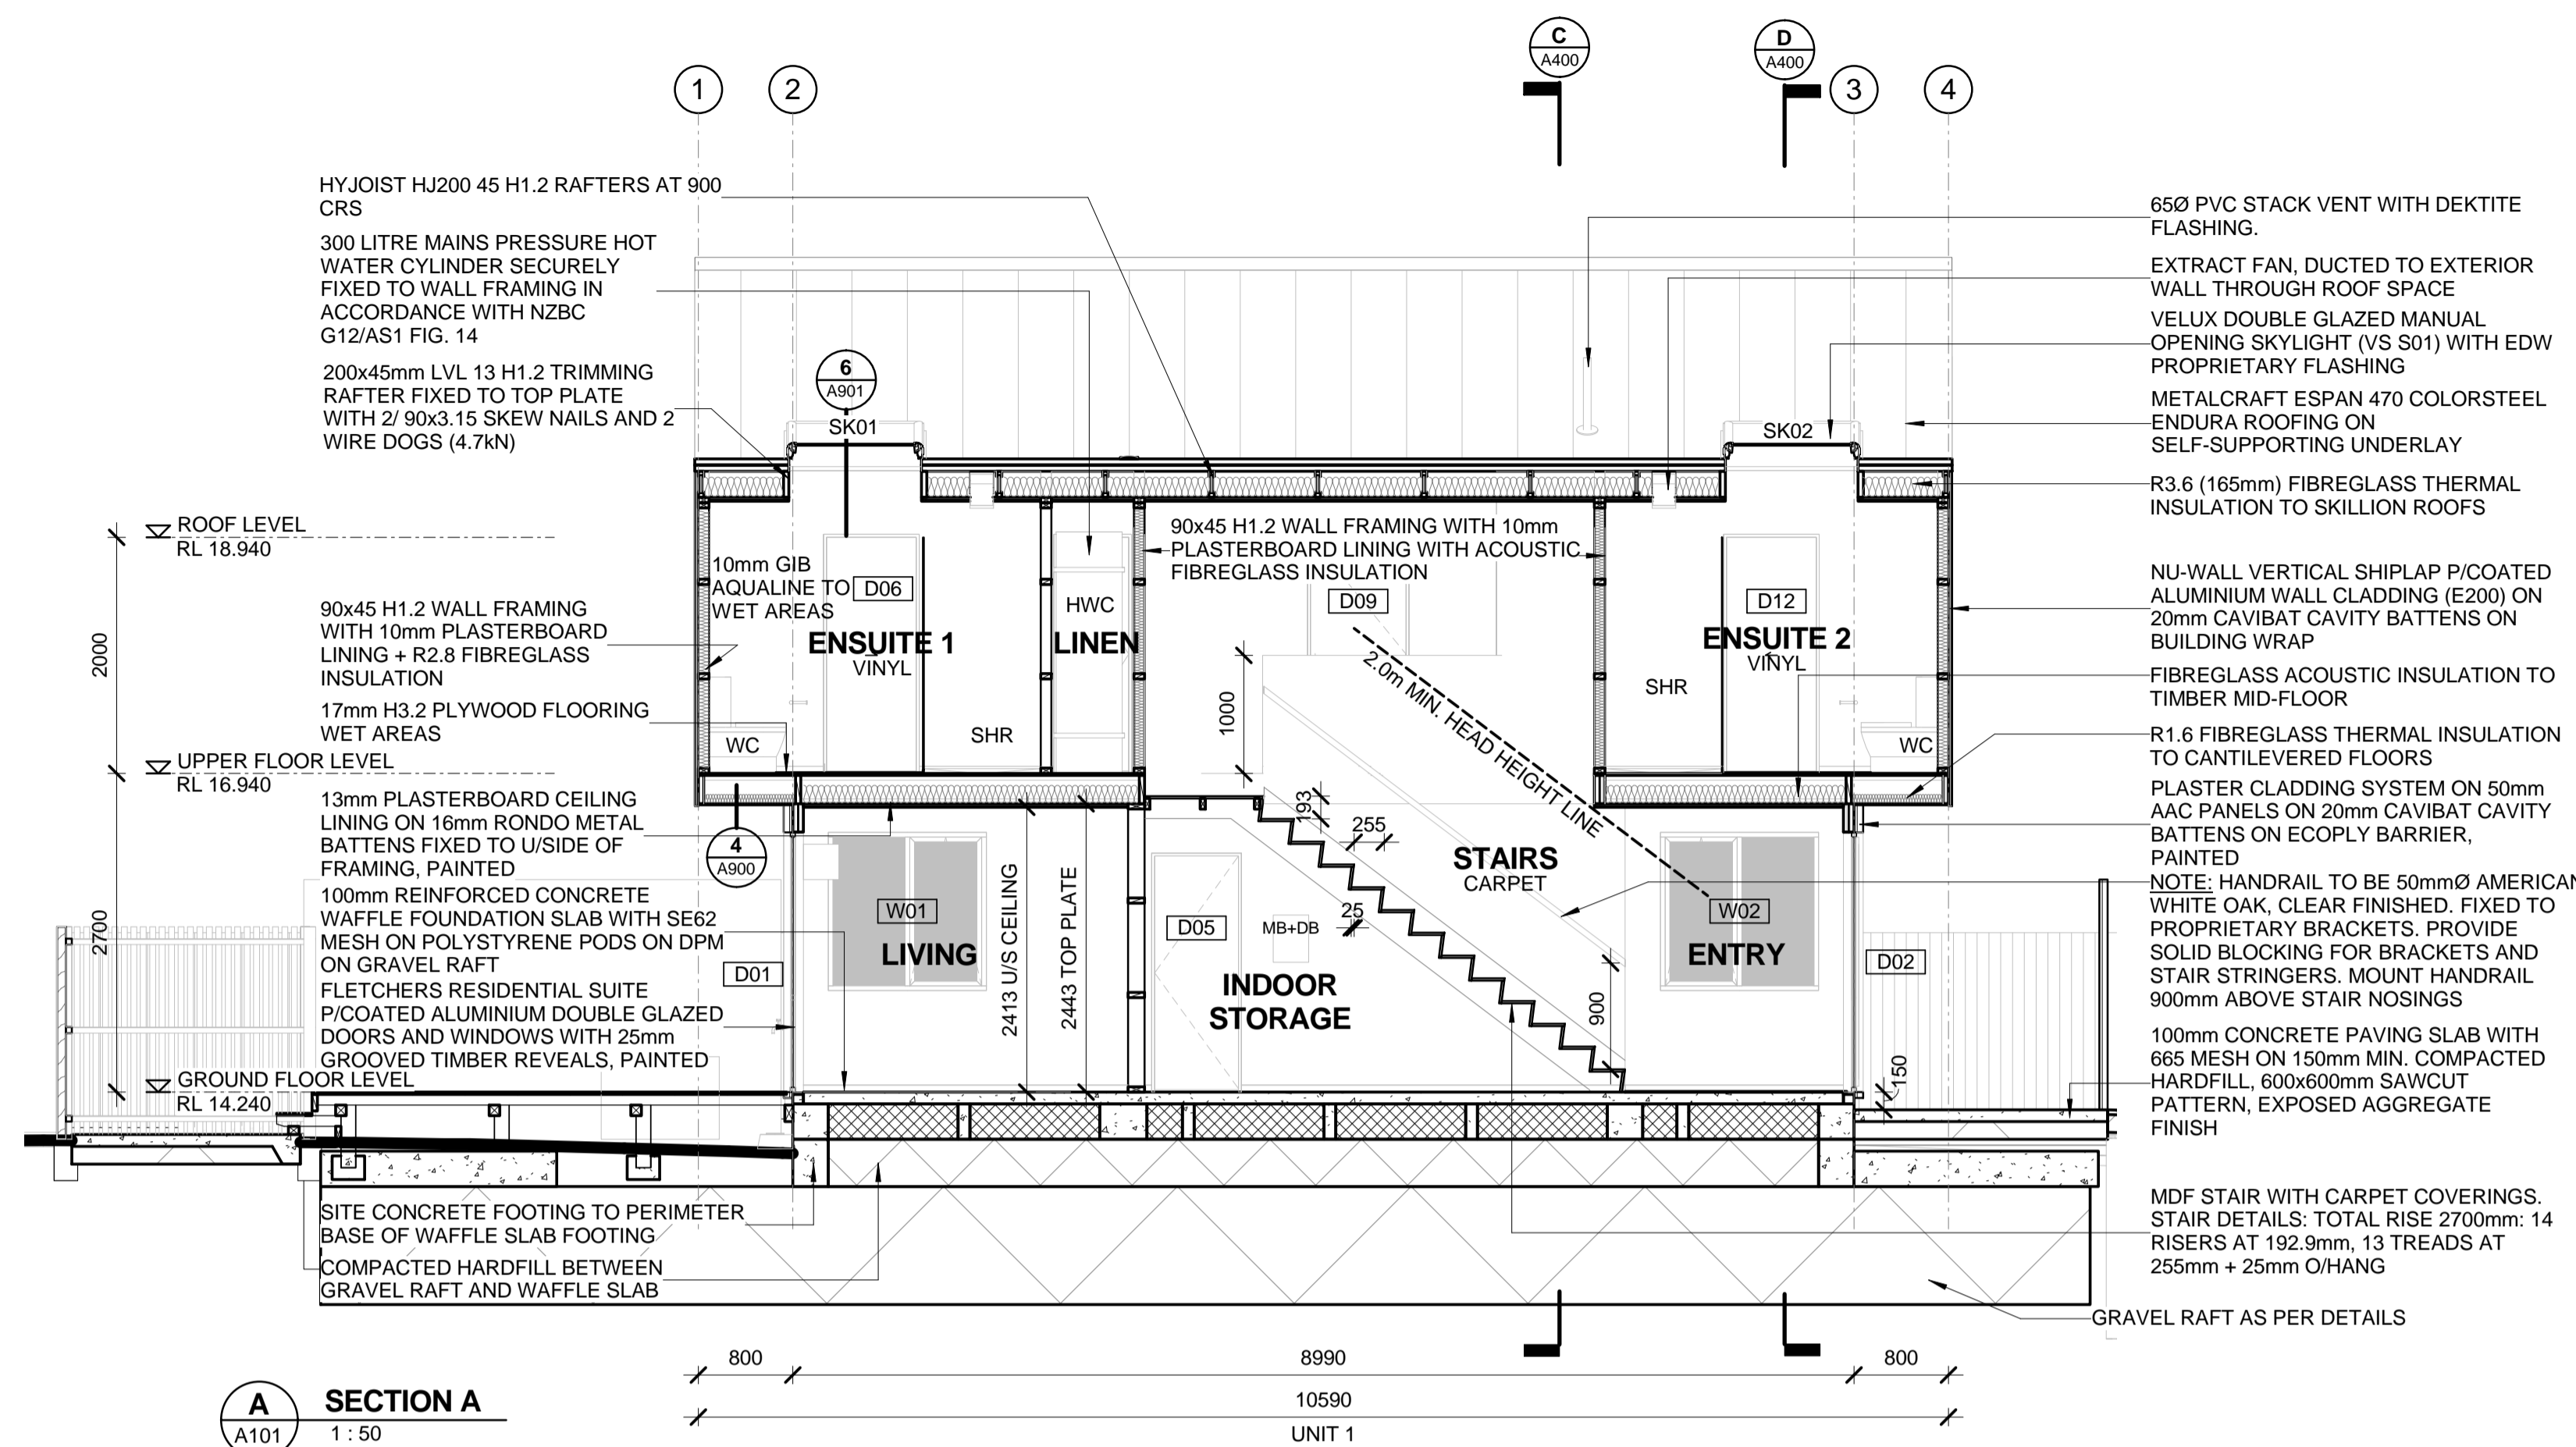 C
A400
D
A400
1
2
3
4
HYJOIST HJ200 45 H1.2 RAFTERS AT 900
CRS
300 LITRE MAINS PRESSURE HOT
WATER CYLINDER SECURELY
FIXED TO WALL FRAMING IN
ACCORDANCE WITH NZBC
G12/AS1 FIG. 14
200x45mm LVL 13 H1.2 TRIMMING
RAFTER FIXED TO TOP PLATE
WITH 2/ 90x3.15 SKEW NAILS AND 2
WIRE DOGS (4.7kN)
6
A901
SK01
SK02
65Ø PVC STACK VENT WITH DEKTITE
FLASHING.
EXTRACT FAN, DUCTED TO EXTERIOR
WALL THROUGH ROOF SPACE
VELUX DOUBLE GLAZED MANUAL
OPENING SKYLIGHT (VS S01) WITH EDW
PROPRIETARY FLASHING
METALCRAFT ESPAN 470 COLORSTEEL
ENDURA ROOFING ON
SELF-SUPPORTING UNDERLAY
R3.6 (165mm) FIBREGLASS THERMAL
INSULATION TO SKILLION ROOFS
ROOF LEVEL
RL 18.940
2000
10mm GIB
AQUALINE TO
WET AREAS
D06
ENSUITE 1
VINYL
WC
SHR
HWC
LINEN
90x45 H1.2 WALL FRAMING WITH 10mm
PLASTERBOARD LINING WITH ACOUSTIC
FIBREGLASS INSULATION
D09
1000
2.0m MIN. HEAD HEIGHT LINE
SHR
D12
ENSUITE 2
VINYL
WC
NU-WALL VERTICAL SHIPLAP P/COATED
ALUMINIUM WALL CLADDING (E200) ON
20mm CAVIBAT CAVITY BATTENS ON
BUILDING WRAP
FIBREGLASS ACOUSTIC INSULATION TO
TIMBER MID-FLOOR
R1.6 FIBREGLASS THERMAL INSULATION
TO CANTILEVERED FLOORS
90x45 H1.2 WALL FRAMING
WITH 10mm PLASTERBOARD
LINING + R2.8 FIBREGLASS
INSULATION
17mm H3.2 PLYWOOD FLOORING
WET AREAS
UPPER FLOOR LEVEL
RL 16.940
13mm PLASTERBOARD CEILING
LINING ON 16mm RONDO METAL
BATTENS FIXED TO U/SIDE OF
FRAMING, PAINTED
4
A900
2700
100mm REINFORCED CONCRETE
WAFFLE FOUNDATION SLAB WITH SE62
MESH ON POLYSTYRENE PODS ON DPM
ON GRAVEL RAFT
FLETCHERS RESIDENTIAL SUITE
P/COATED ALUMINIUM DOUBLE GLAZED
DOORS AND WINDOWS WITH 25mm
GROOVED TIMBER REVEALS, PAINTED
D01
W01
LIVING
2413 U/S CEILING
2443 TOP PLATE
D05
MB+DB
INDOOR
STORAGE
193
255
25
STAIRS
CARPET
900
W02
ENTRY
D02
150
PLASTER CLADDING SYSTEM ON 50mm
AAC PANELS ON 20mm CAVIBAT CAVITY
BATTENS ON ECOPLY BARRIER,
PAINTED
NOTE: HANDRAIL TO BE 50mmØ AMERICAN
WHITE OAK, CLEAR FINISHED. FIXED TO
PROPRIETARY BRACKETS. PROVIDE
SOLID BLOCKING FOR BRACKETS AND
STAIR STRINGERS. MOUNT HANDRAIL
900mm ABOVE STAIR NOSINGS
100mm CONCRETE PAVING SLAB WITH
665 MESH ON 150mm MIN. COMPACTED
HARDFILL, 600x600mm SAWCUT
PATTERN, EXPOSED AGGREGATE
FINISH
GROUND FLOOR LEVEL
RL 14.240
SITE CONCRETE FOOTING TO PERIMETER
BASE OF WAFFLE SLAB FOOTING
COMPACTED HARDFILL BETWEEN
GRAVEL RAFT AND WAFFLE SLAB
MDF STAIR WITH CARPET COVERINGS.
STAIR DETAILS: TOTAL RISE 2700mm: 14
RISERS AT 192.9mm, 13 TREADS AT
255mm + 25mm O/HANG
GRAVEL RAFT AS PER DETAILS
800
8990
800
10590
UNIT 1
A
A101
SECTION A
1 : 50